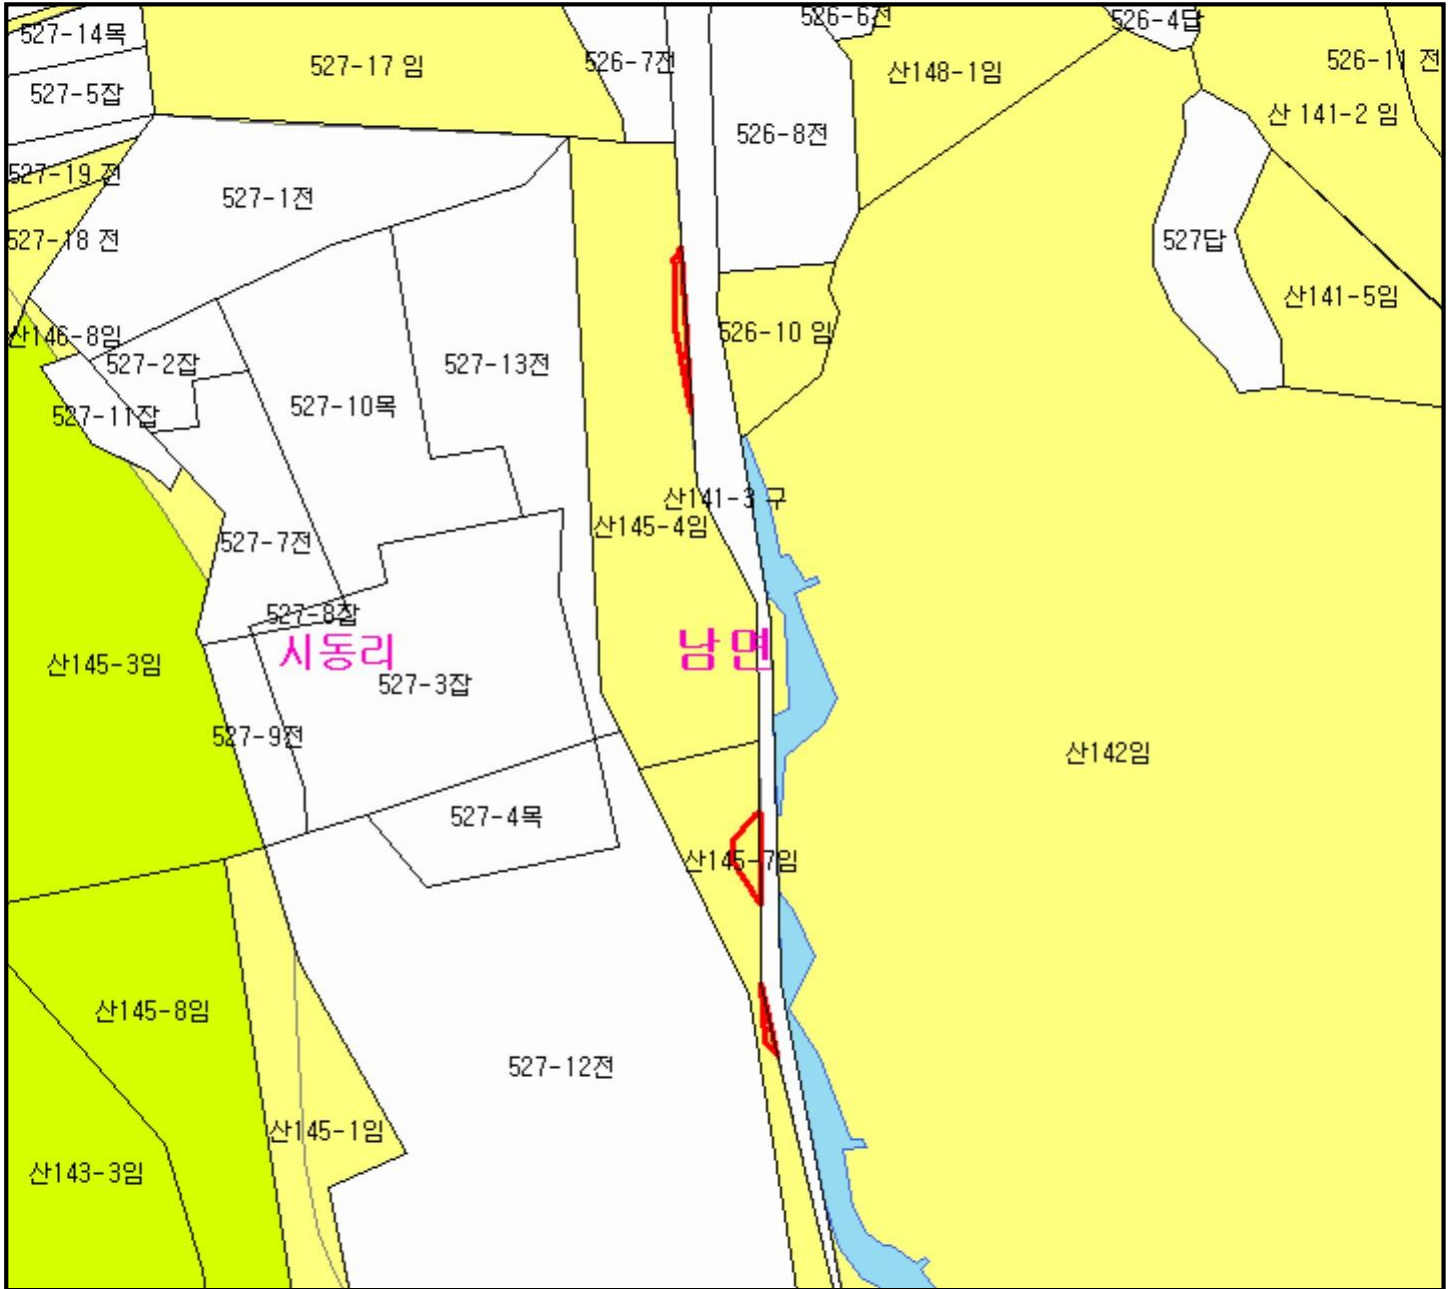 526-6전
526-4답
527-14목
527-17 임
526-7전
산148-1임
526-11 전
527-5잡
산 141-2 임
526-8전
527-19 전
527-1전
527-18 전
527답
산141-5임
산146-8임
526-10 임
527-2잡
527-13전
527-11잡
527-10목
산141-3 구
산145-4임
527-7전
527-8잡
시동리
남면
산145-3임
527-3잡
527-9전
산142임
527-4목
산145-7임
산145-8임
527-12전
산145-1임
산143-3임